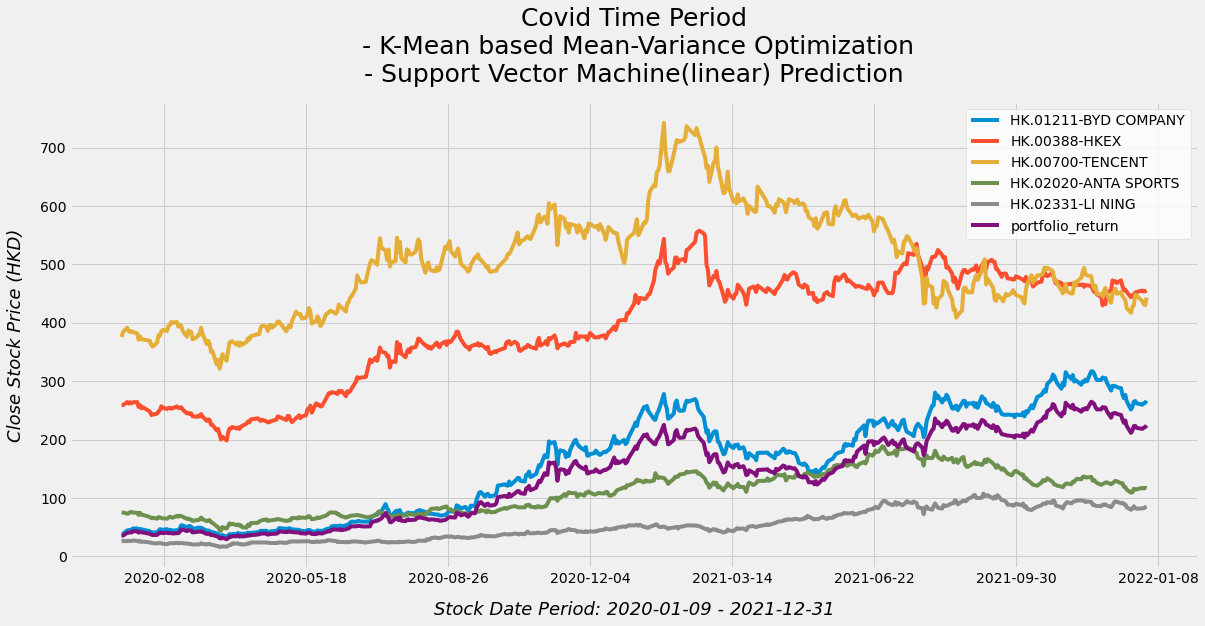 Covid Time Period
- K-Mean based Mean-Variance Optimization
- Support Vector Machine(linear) Prediction
HK.01211-BYD COMPANY
HK.00388-HKEX
HK.00700-TENCENT
HK.02020-ANTA SPORTS
HK.02331-LI NING
portfolio_return
Close Stock Price (HKD)
700
600
500
400
300
200
100
0
2020-02-08
2020-05-18
2020-08-26
2020-12-04
2021-03-14
2021-06-22
2021-09-30
2022-01-08
Stock Date Period: 2020-01-09 - 2021-12-31